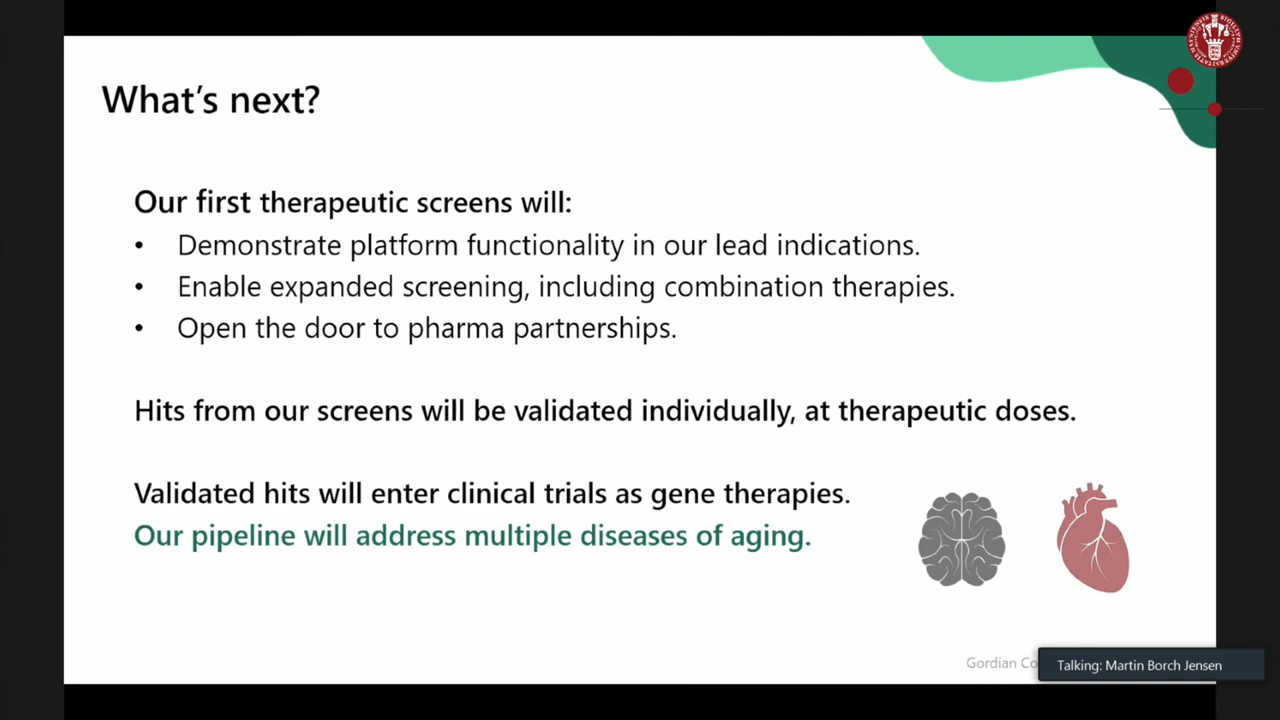 What's next?
Our first therapeutic screens will:
• Demonstrate platform functionality in our lead indications.
• Enable expanded screening, including combination therapies.
• Open the door to pharma partnerships.
Hits from our screens will be validated individually, at therapeutic doses.
Validated hits will enter clinical trials as gene therapies.
Our pipeline will address multiple diseases of aging.
Gordian
Talking: Martin Borch Jensen